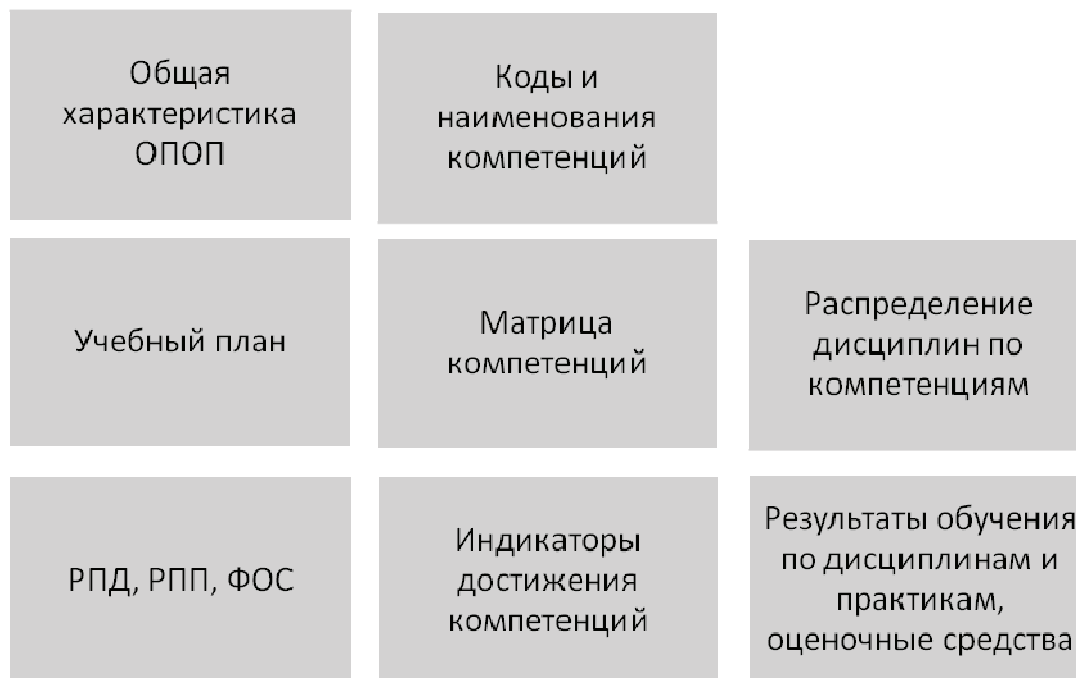 Общая
характеристика
ОПОП
Коды и
наименования
компетенций
Учебный план
Матрица
компетенций
Распределение
дисциплин по
компетенциям
РПД, РПП, ФОС
Индикаторы
достижения
компетенций
Результаты обучения
по дисциплинам и
практикам,
оценочные средства